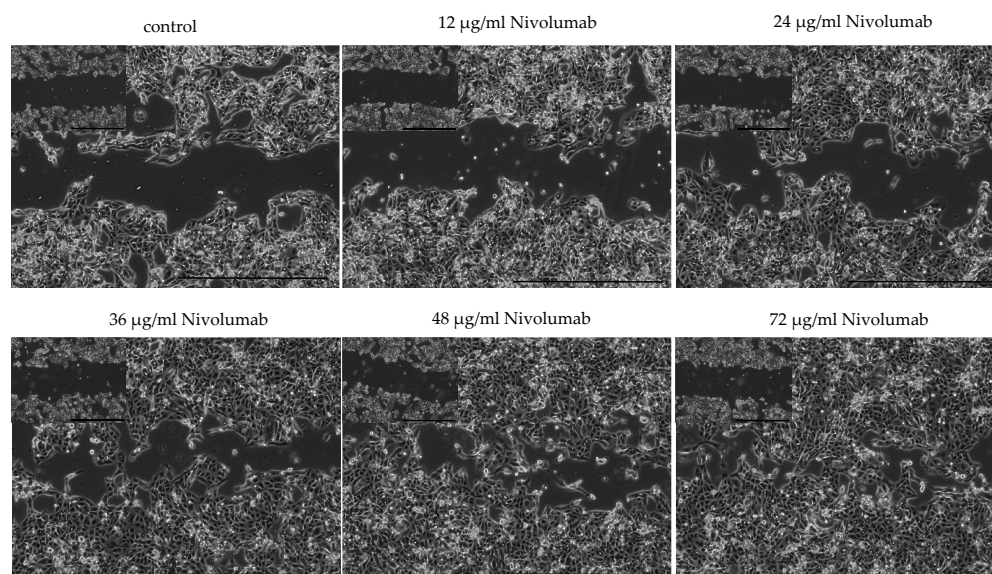 control
12 µg/ml Nivolumab
24 µg/ml Nivolumab
36 µg/ml Nivolumab
48 µg/ml Nivolumab
72 µg/ml Nivolumab